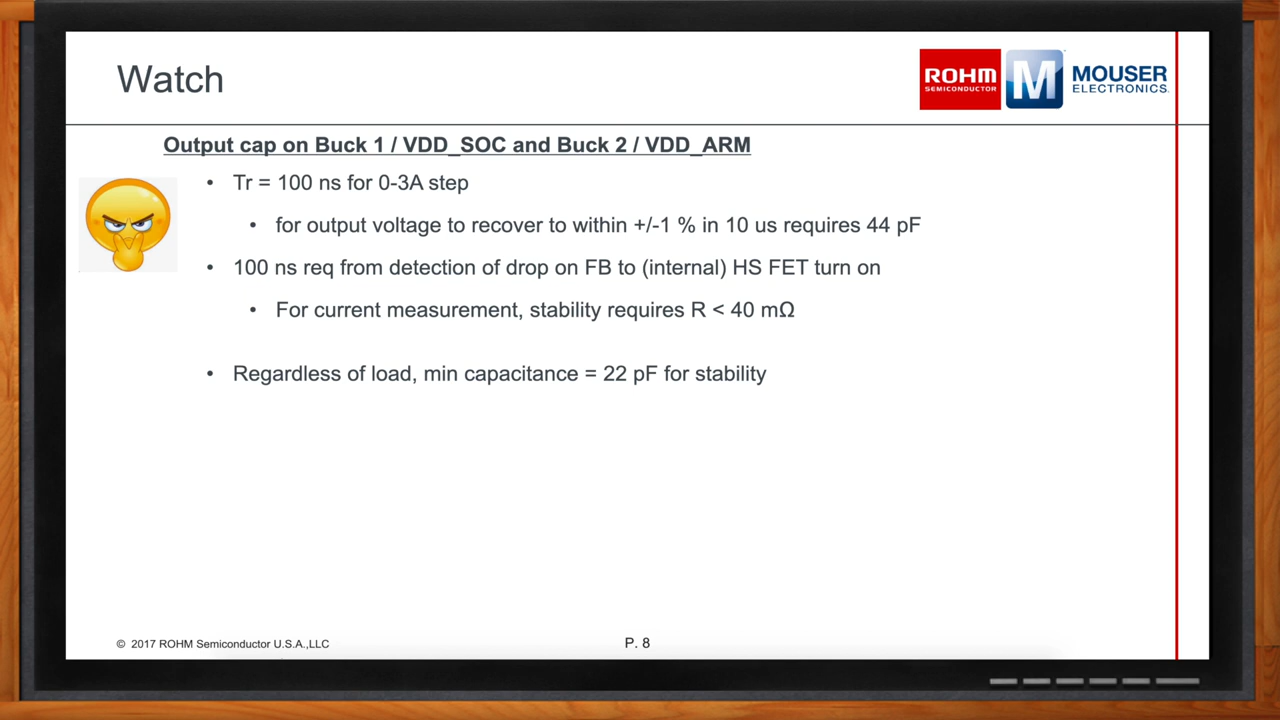 Watch
ROHM
SEMICONDUCTOR
M
MOUSER
ELECTRONICS
Output cap on Buck 1 / VDD_SOC and Buck 2 / VDD_ARM
• Tr = 100 ns for 0-3A step
• for output voltage to recover to within +/-1 % in 10 us requires 44 pF
• 100 ns req from detection of drop on FB to (internal) HS FET turn on
• For current measurement, stability requires R < 40 mΩ
• Regardless of load, min capacitance = 22 pF for stability
© 2017 ROHM Semiconductor U.S.A.,LLC
P. 8